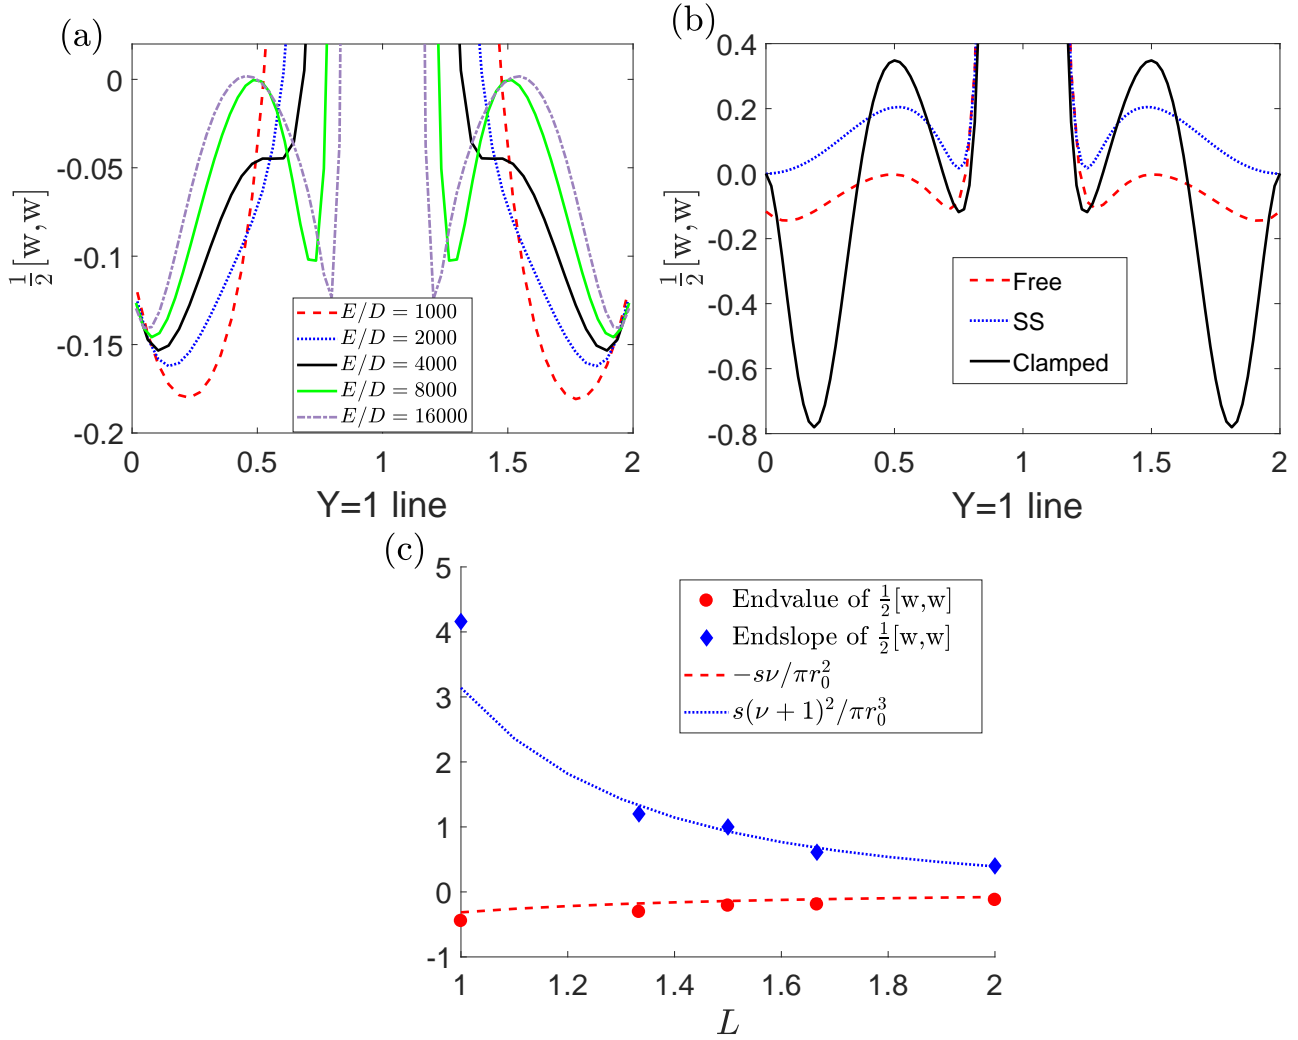 (a)
½[w,w]
0
-0.05
-0.1
-0.15
-0.2
0 0.5 1 1.5 2
Y=1 line
E/D = 1000
E/D = 2000
E/D = 4000
E/D = 8000
E/D = 16000
(b)
½[w,w]
0.4
0.2
0.0
-0.2
-0.4
-0.6
-0.8
0 0.5 1 1.5 2
Y=1 line
Free
SS
Clamped
(c)
5
4
3
2
1
0
-1
1 1.2 1.4 1.6 1.8 2
L
Endvalue of ½[w,w]
Endslope of ½[w,w]
−sν/πr₀²
s(ν + 1)²/πr₀³